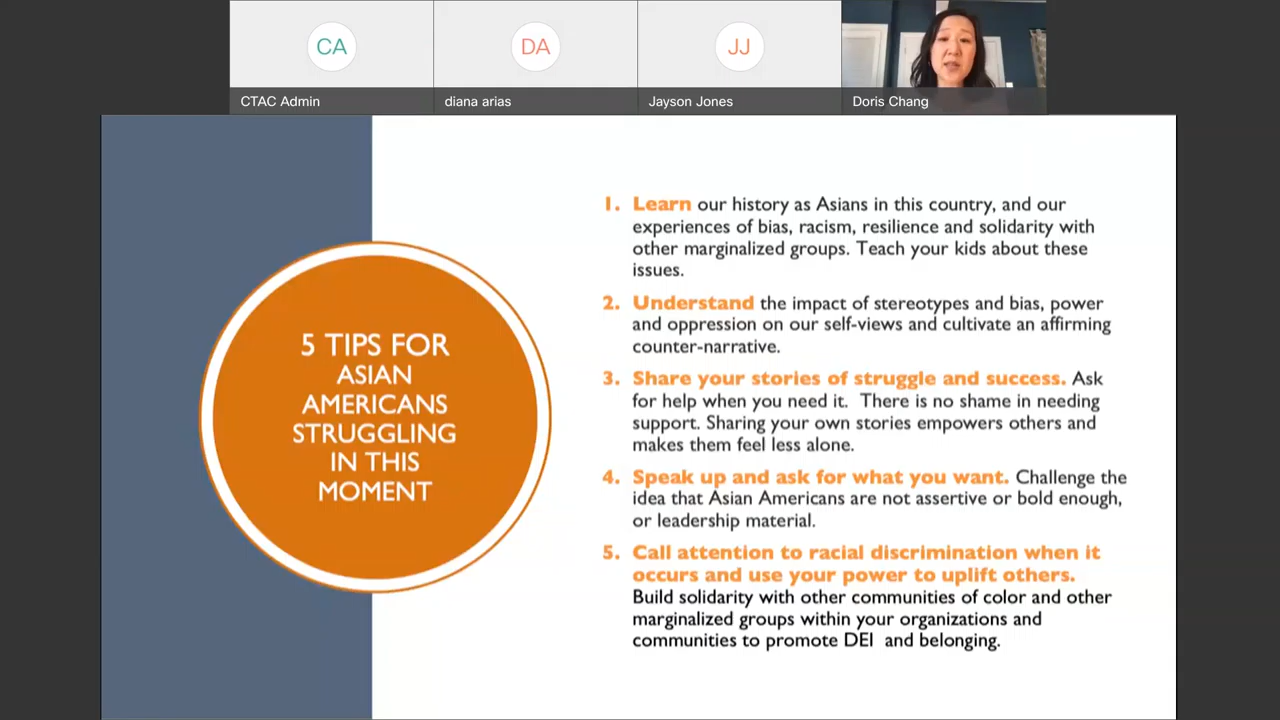 CA
DA
JJ
CTAC Admin
diana arias
Jayson Jones
Doris Chang
5 TIPS FOR
ASIAN
AMERICANS
STRUGGLING
IN THIS
MOMENT
1. Learn our history as Asians in this country, and our
experiences of bias, racism, resilience and solidarity with
other marginalized groups. Teach your kids about these
issues.
2. Understand the impact of stereotypes and bias, power
and oppression on our self-views and cultivate an affirming
counter-narrative.
3. Share your stories of struggle and success. Ask
for help when you need it.  There is no shame in needing
support. Sharing your own stories empowers others and
makes them feel less alone.
4. Speak up and ask for what you want. Challenge the
idea that Asian Americans are not assertive or bold enough,
or leadership material.
5. Call attention to racial discrimination when it
occurs and use your power to uplift others.
Build solidarity with other communities of color and other
marginalized groups within your organizations and
communities to promote DEI  and belonging.